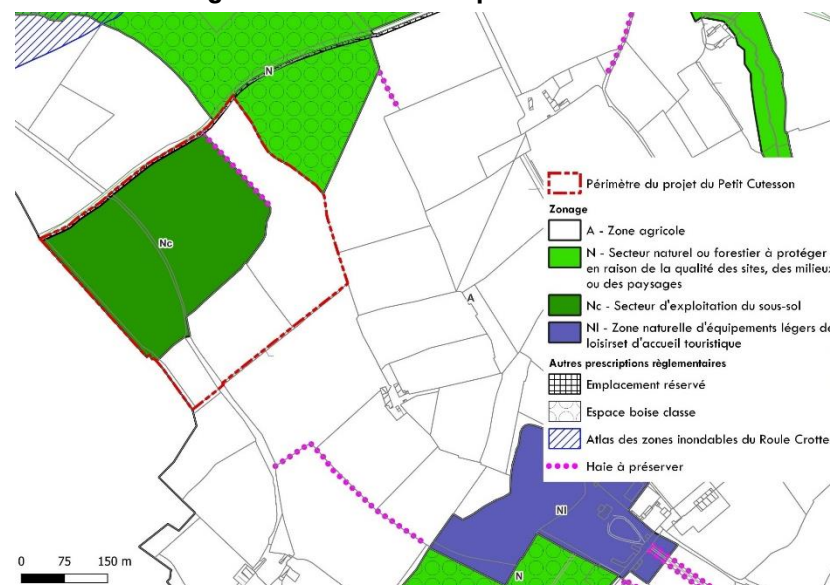 N
Nc
A
Nl
N
Périmètre du projet du Petit Cutesson
Zonage
A - Zone agricole
N - Secteur naturel ou forestier à protéger
en raison de la qualité des sites, des milieux
ou des paysages
Nc - Secteur d'exploitation du sous-sol
Nl - Zone naturelle d'équipements légers de
loisirset d'accueil touristique
Autres prescriptions règlementaires
Emplacement réservé
Espace boise classe
Atlas des zones inondables du Roule Crotte
Haie à préserver
0 75 150 m